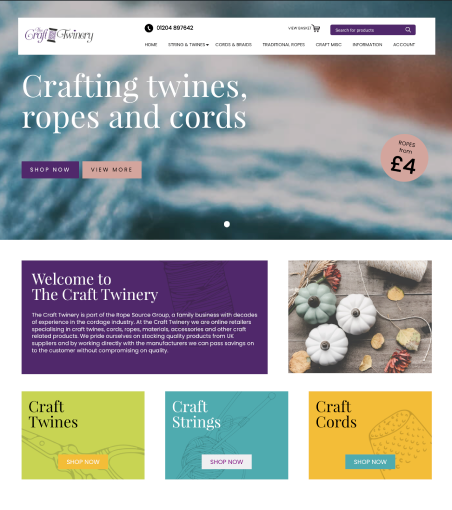 The
Craft Twinery
01204 897642
VIEW BASKET
Search for products
HOME STRING & TWINES CORDS & BRAIDS TRADITIONAL ROPES CRAFT MISC INFORMATION ACCOUNT
Crafting twines,
ropes and cords
SHOP NOW VIEW MORE
ROPES
from
£4
Welcome to
The Craft Twinery
The Craft Twinery is part of the Rope Source Group, a family business with decades
of experience in the cordage industry. At the Craft Twinery we are online retailers
specialising in craft twines, cords, ropes, materials, accessories and other craft
related products. We pride ourselves on stocking quality products from UK
suppliers and by working directly with the manufacturers we can pass savings on
to the customer without compromising on quality.
Craft
Twines
SHOP NOW
Craft
Strings
SHOP NOW
Craft
Cords
SHOP NOW